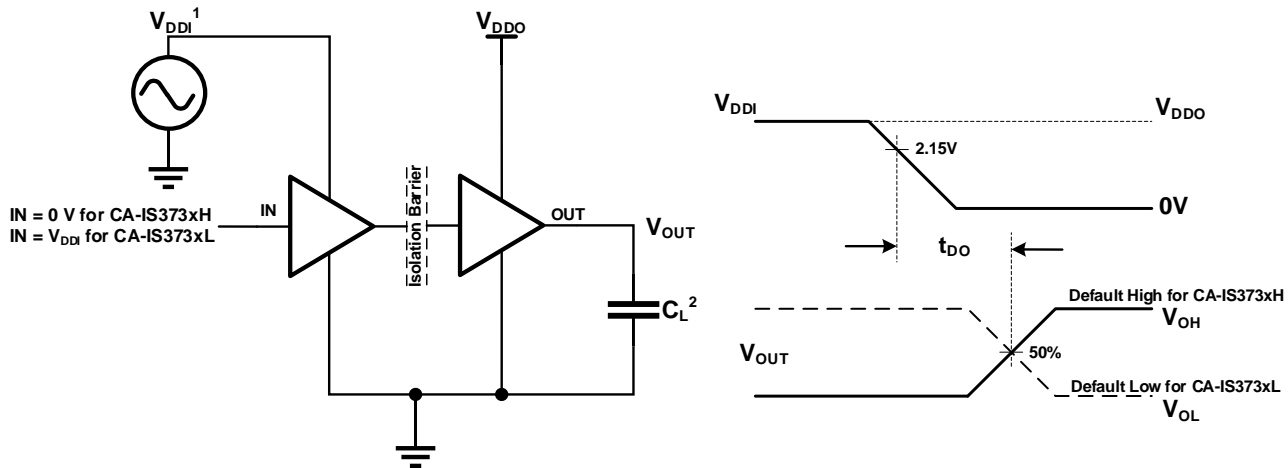 VDDI1
VDDO
IN = 0 V for CA-IS373xH
IN = VDDI for CA-IS373xL
IN
Isolation Barrier
OUT
VOUT
CL2
VDDI
VDDO
2.15V
0V
tDO
Default High for CA-IS373xH
VOH
VOUT
50%
Default Low for CA-IS373xL
VOL